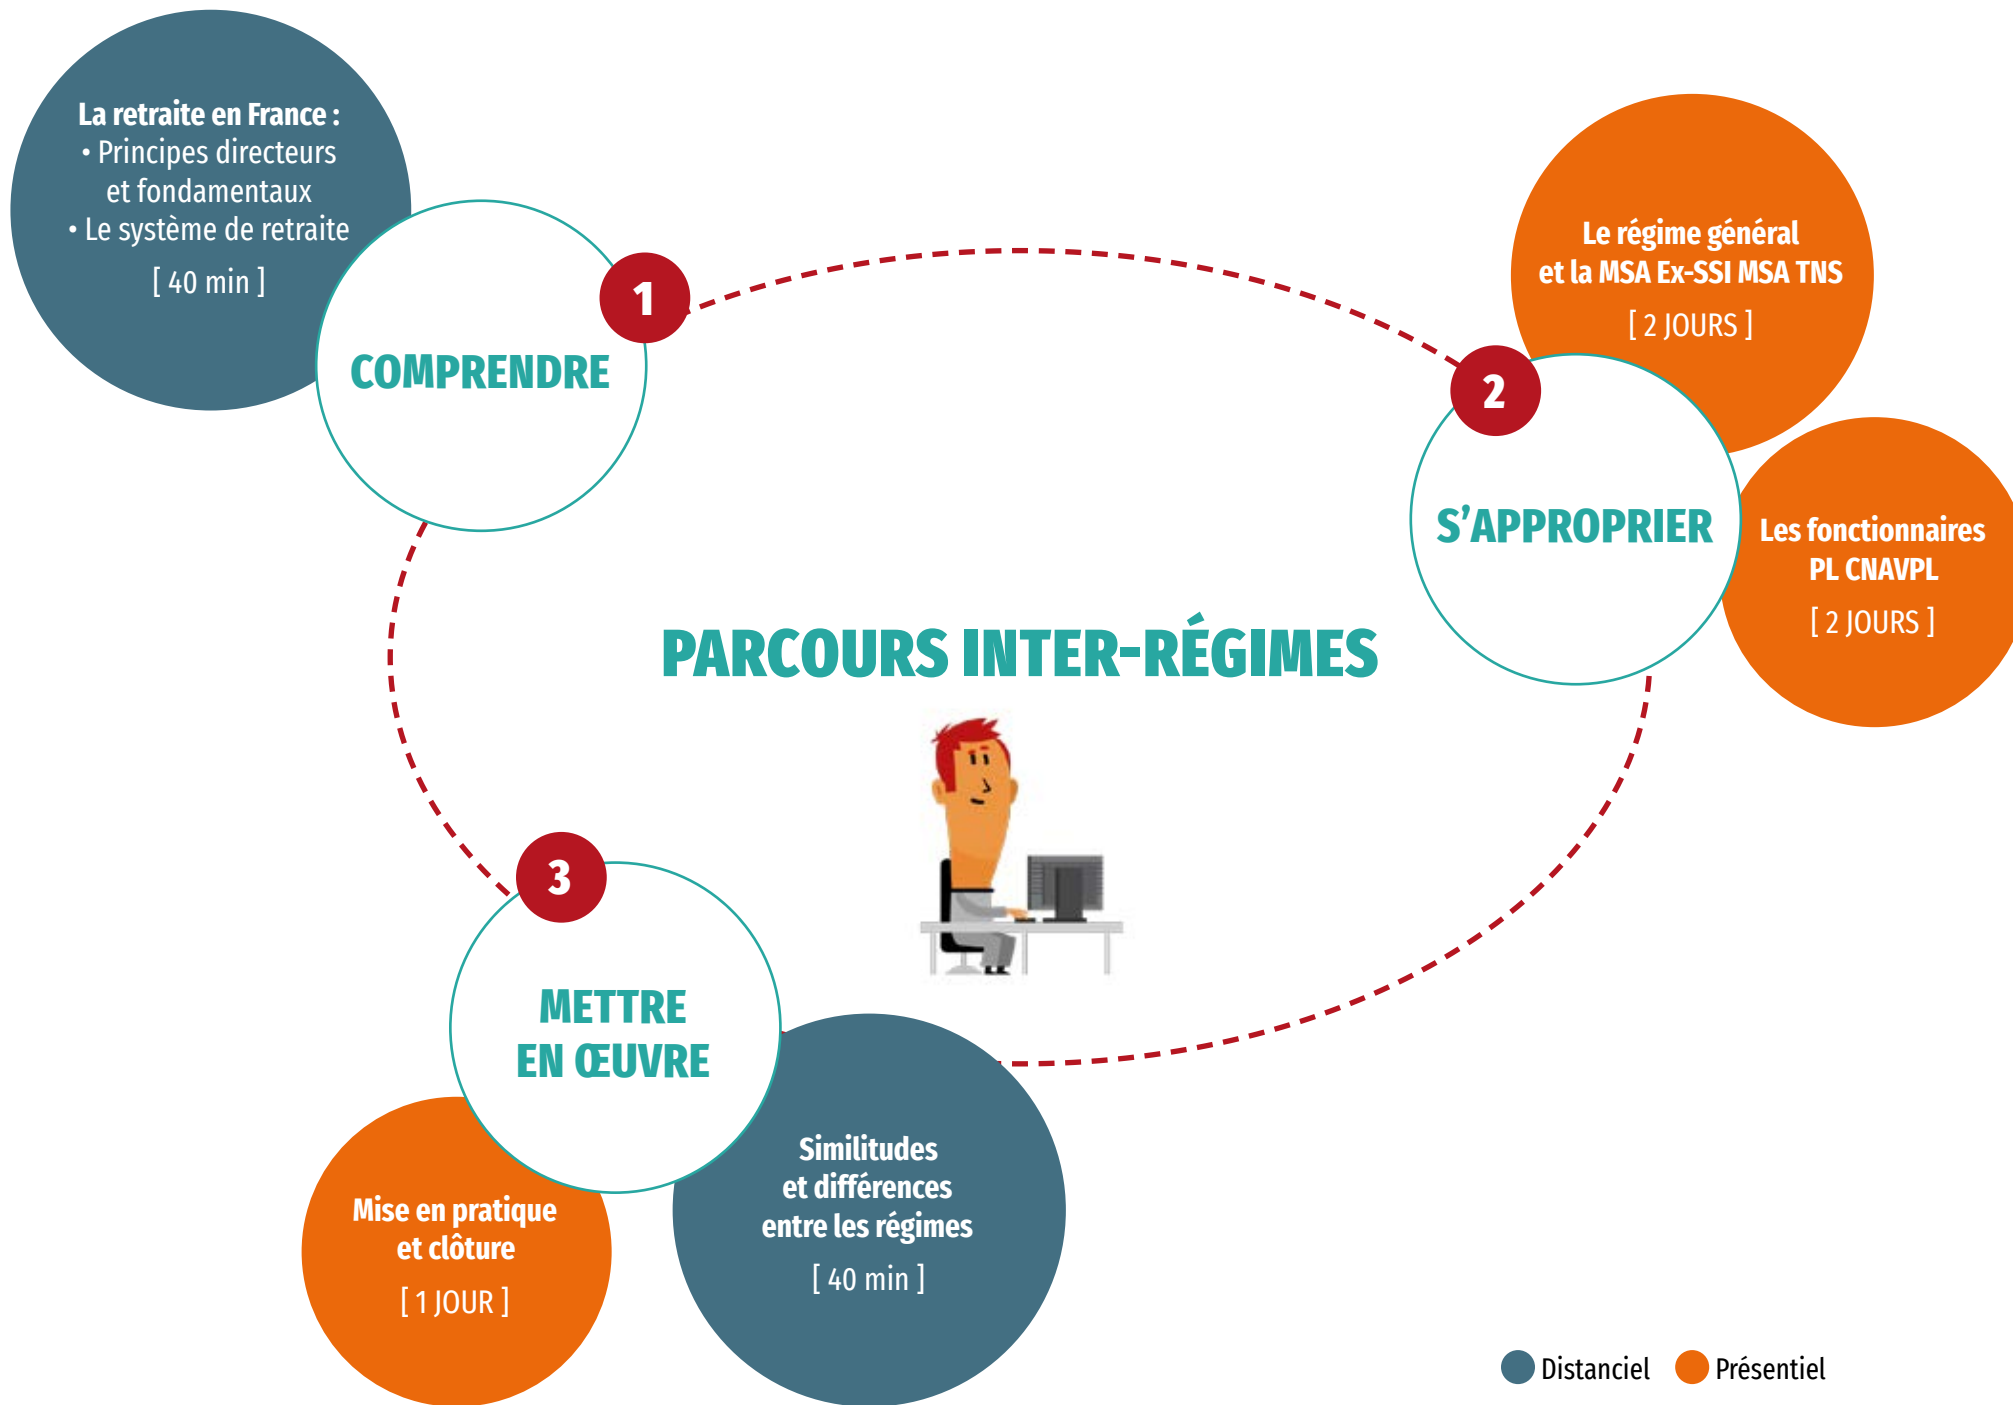 La retraite en France :
• Principes directeurs
et fondamentaux
• Le système de retraite
[ 40 min ]
1
COMPRENDRE
Le régime général
et la MSA Ex-SSI MSA TNS
[ 2 JOURS ]
2
S’APPROPRIER
Les fonctionnaires
PL CNAVPL
[ 2 JOURS ]
PARCOURS INTER-RÉGIMES
3
METTRE
EN ŒUVRE
Similitudes
et différences
entre les régimes
[ 40 min ]
Mise en pratique
et clôture
[ 1 JOUR ]
Distanciel
Présentiel